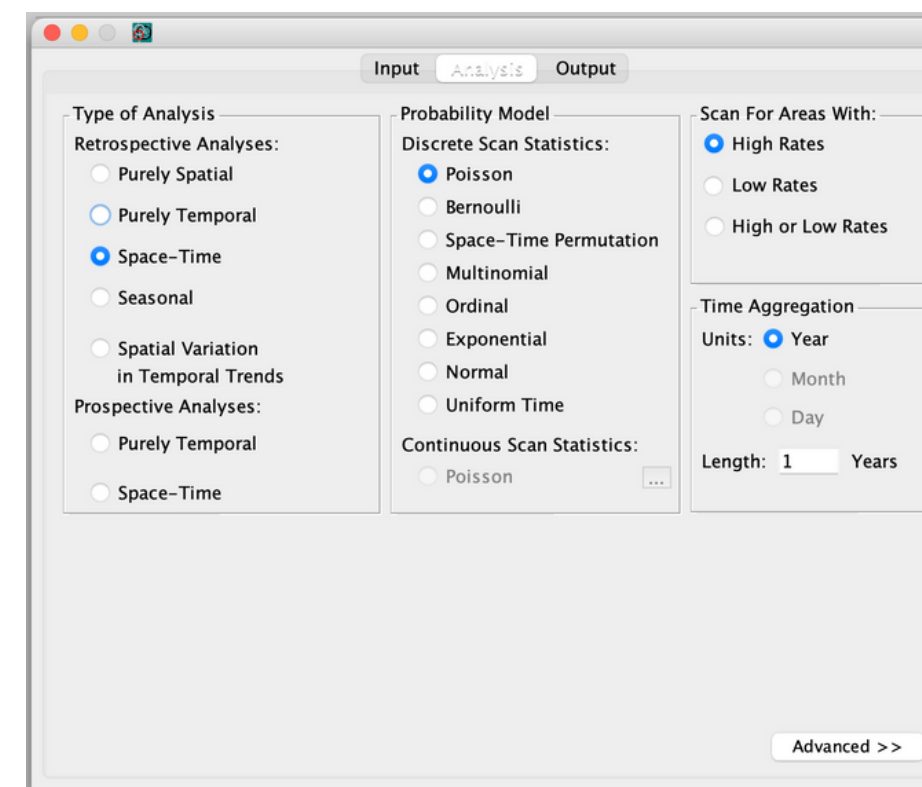 Input Analysis Output
Type of Analysis
Retrospective Analyses:
Purely Spatial
Purely Temporal
Space-Time
Seasonal
Spatial Variation
in Temporal Trends
Prospective Analyses:
Purely Temporal
Space-Time
Probability Model
Discrete Scan Statistics:
Poisson
Bernoulli
Space-Time Permutation
Multinomial
Ordinal
Exponential
Normal
Uniform Time
Continuous Scan Statistics:
Poisson
...
Scan For Areas With:
High Rates
Low Rates
High or Low Rates
Time Aggregation
Units: Year
Month
Day
Length: 1 Years
Advanced >>